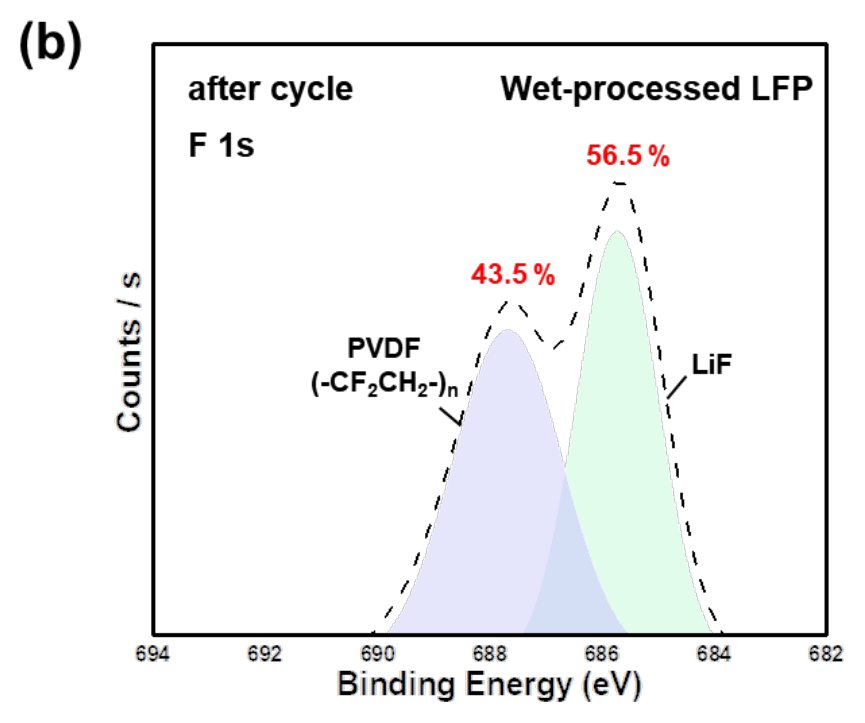 (b)
after cycle
Wet-processed LFP
F 1s
56.5 %
43.5 %
PVDF
(-CF₂CH₂-)ₙ
LiF
Counts / s
694 692 690 688 686 684 682
Binding Energy (eV)